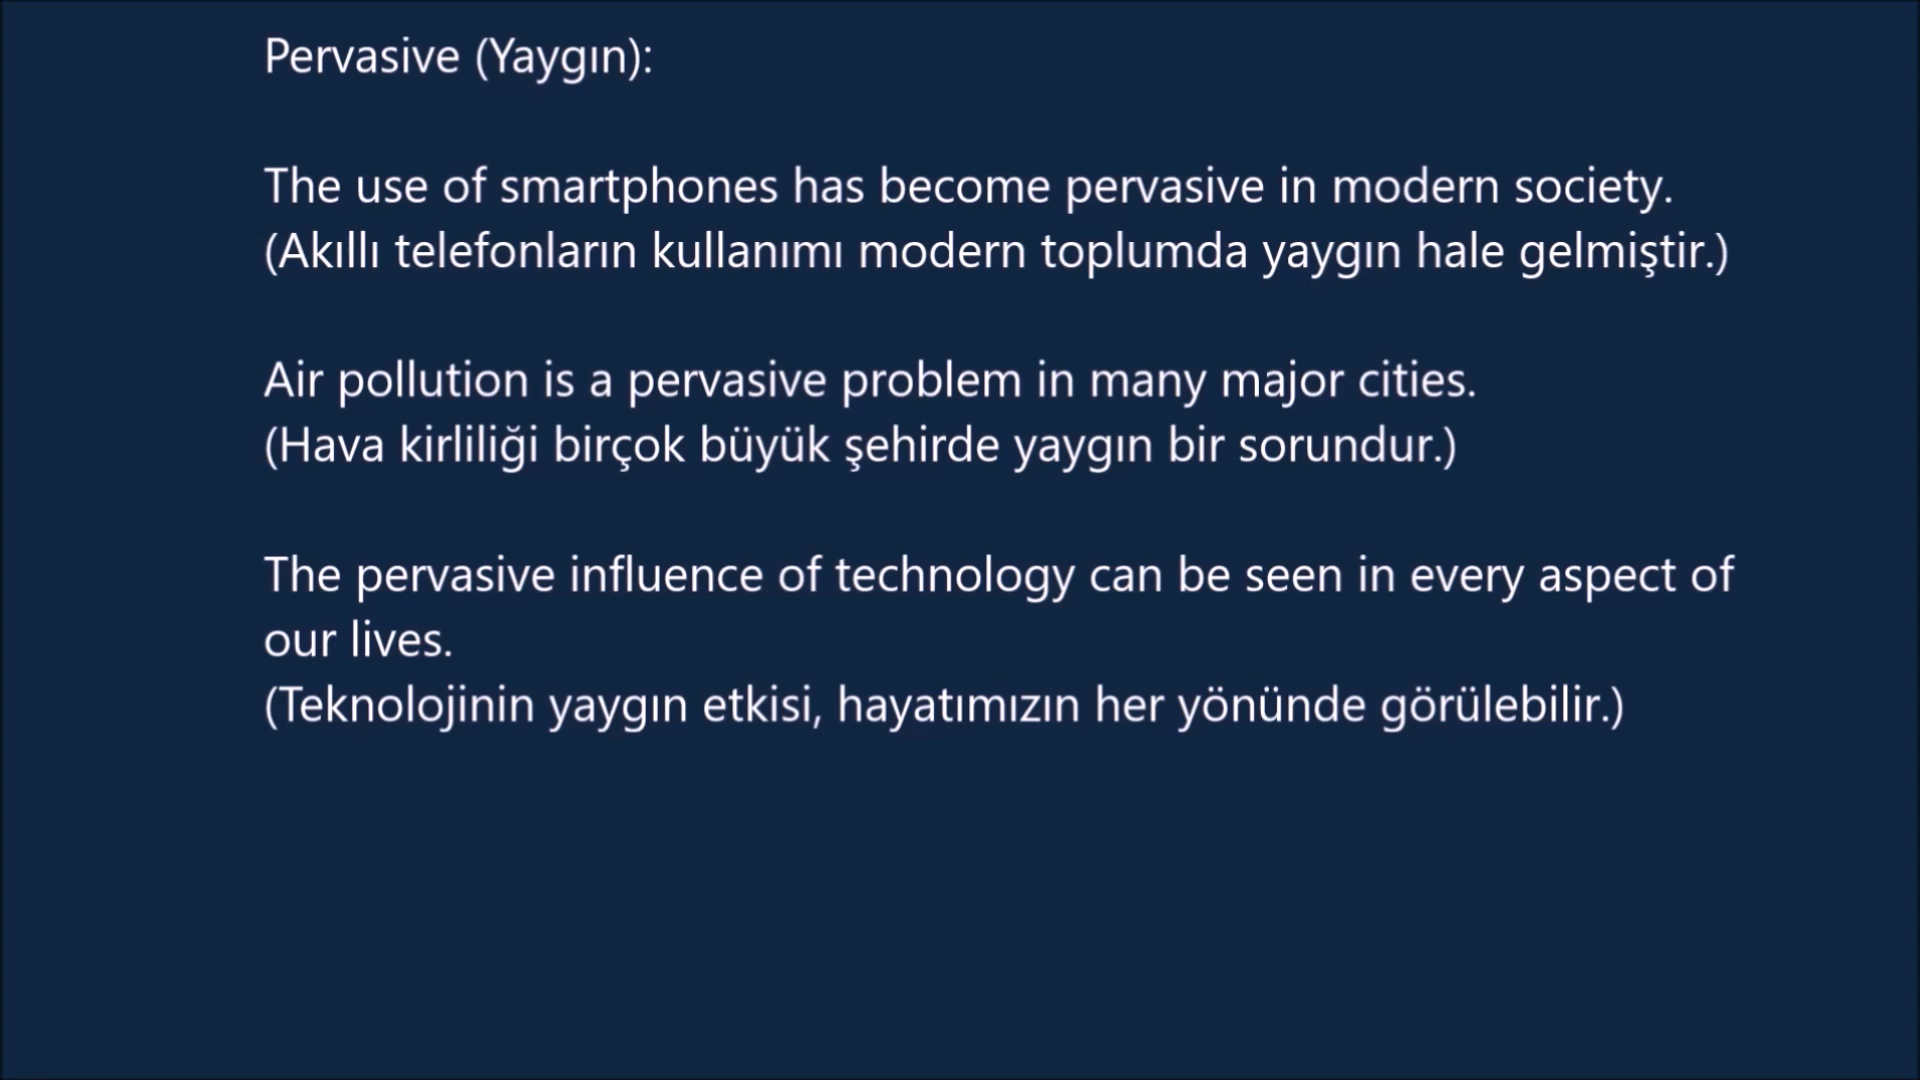 Pervasive (Yaygın):
The use of smartphones has become pervasive in modern society.
(Akıllı telefonların kullanımı modern toplumda yaygın hale gelmiştir.)
Air pollution is a pervasive problem in many major cities.
(Hava kirliliği birçok büyük şehirde yaygın bir sorundur.)
The pervasive influence of technology can be seen in every aspect of
our lives.
(Teknolojinin yaygın etkisi, hayatımızın her yönünde görülebilir.)